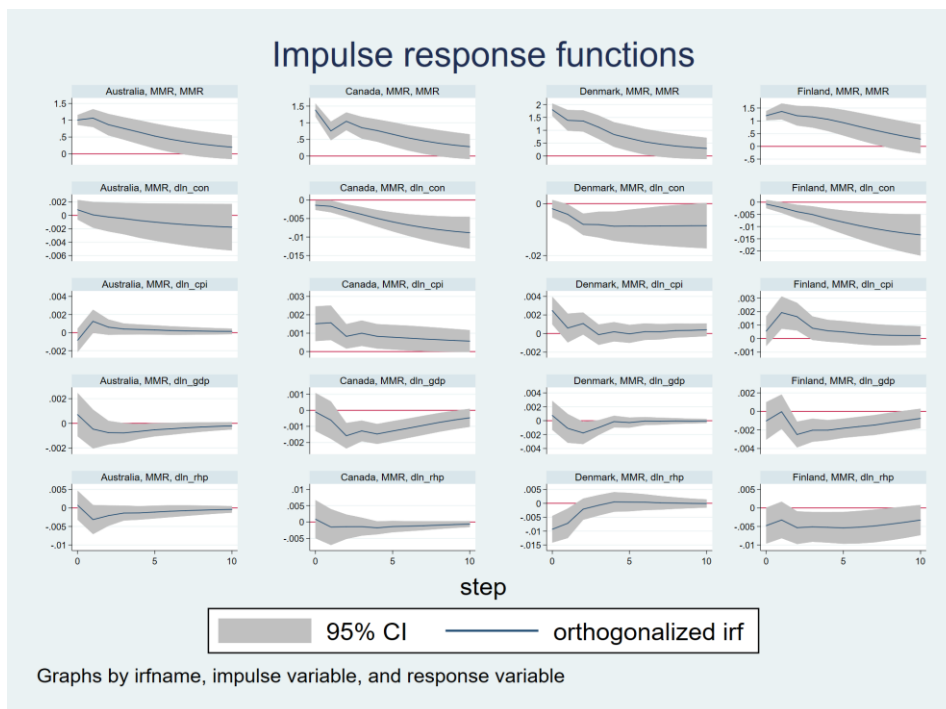 Impulse response functions
Australia, MMR, MMR
Canada, MMR, MMR
Denmark, MMR, MMR
Finland, MMR, MMR
1.5
1
.5
0
1.5
1
.5
0
2
1.5
1
.5
0
1.5
1
.5
0
-.5
Australia, MMR, dln_con
Canada, MMR, dln_con
Denmark, MMR, dln_con
Finland, MMR, dln_con
.002
0
-.002
-.004
-.006
0
-.005
-.01
-.015
0
-.02
0
-.005
-.01
-.015
-.02
Australia, MMR, dln_cpi
Canada, MMR, dln_cpi
Denmark, MMR, dln_cpi
Finland, MMR, dln_cpi
.004
.002
0
-.002
.003
.002
.001
0
.004
.002
0
-.002
.003
.002
.001
0
-.001
Australia, MMR, dln_gdp
Canada, MMR, dln_gdp
Denmark, MMR, dln_gdp
Finland, MMR, dln_gdp
.002
0
-.002
.001
0
-.001
-.002
.004
.002
0
-.002
-.004
.002
0
-.002
-.004
Australia, MMR, dln_rhp
Canada, MMR, dln_rhp
Denmark, MMR, dln_rhp
Finland, MMR, dln_rhp
.005
0
-.005
-.01
.01
.005
0
-.005
.005
0
-.005
-.01
-.015
.005
0
-.005
-.01
0 5 10
0 5 10
0 5 10
0 5 10
step
95% CI
orthogonalized irf
Graphs by irfname, impulse variable, and response variable